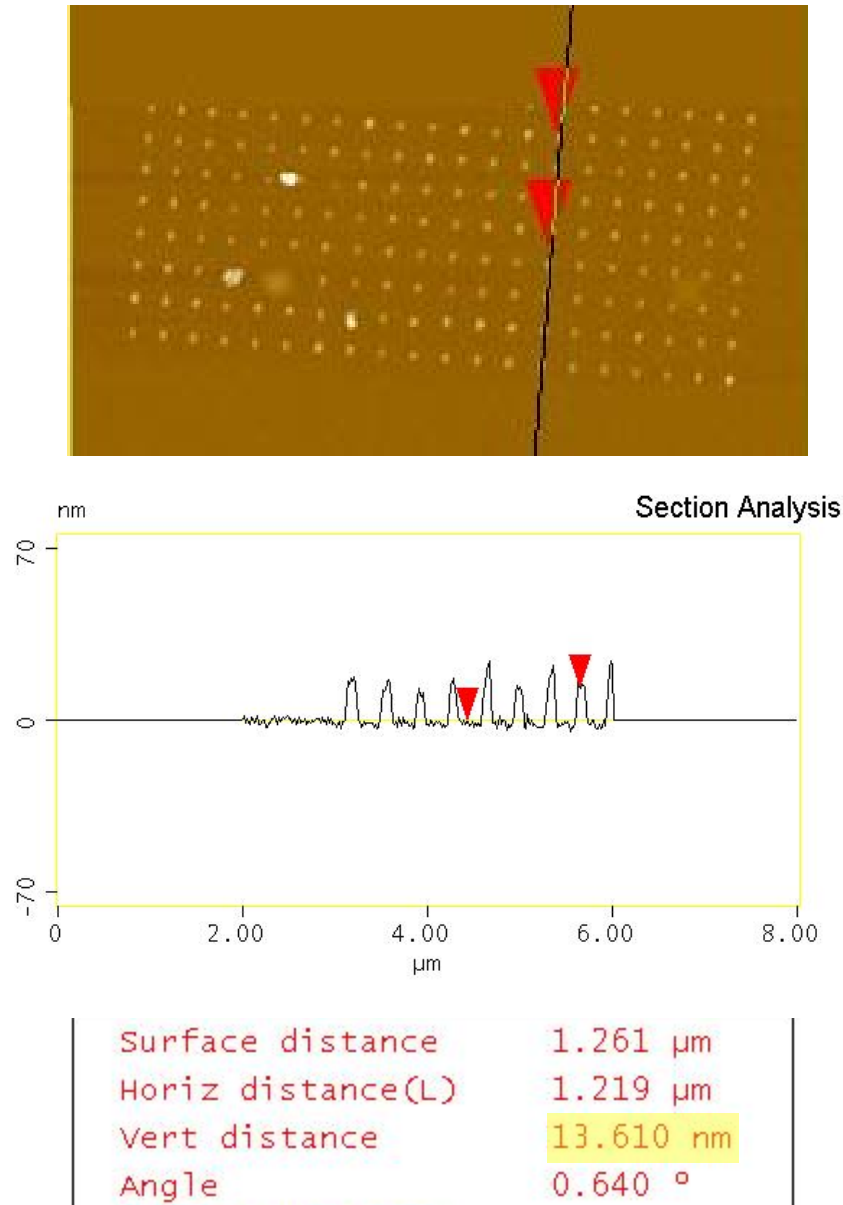 nm
Section Analysis
70
0
-70
0 2.00 4.00 6.00 8.00
µm
Surface distance 1.261 µm
Horiz distance(L) 1.219 µm
Vert distance 13.610 nm
Angle 0.640 °